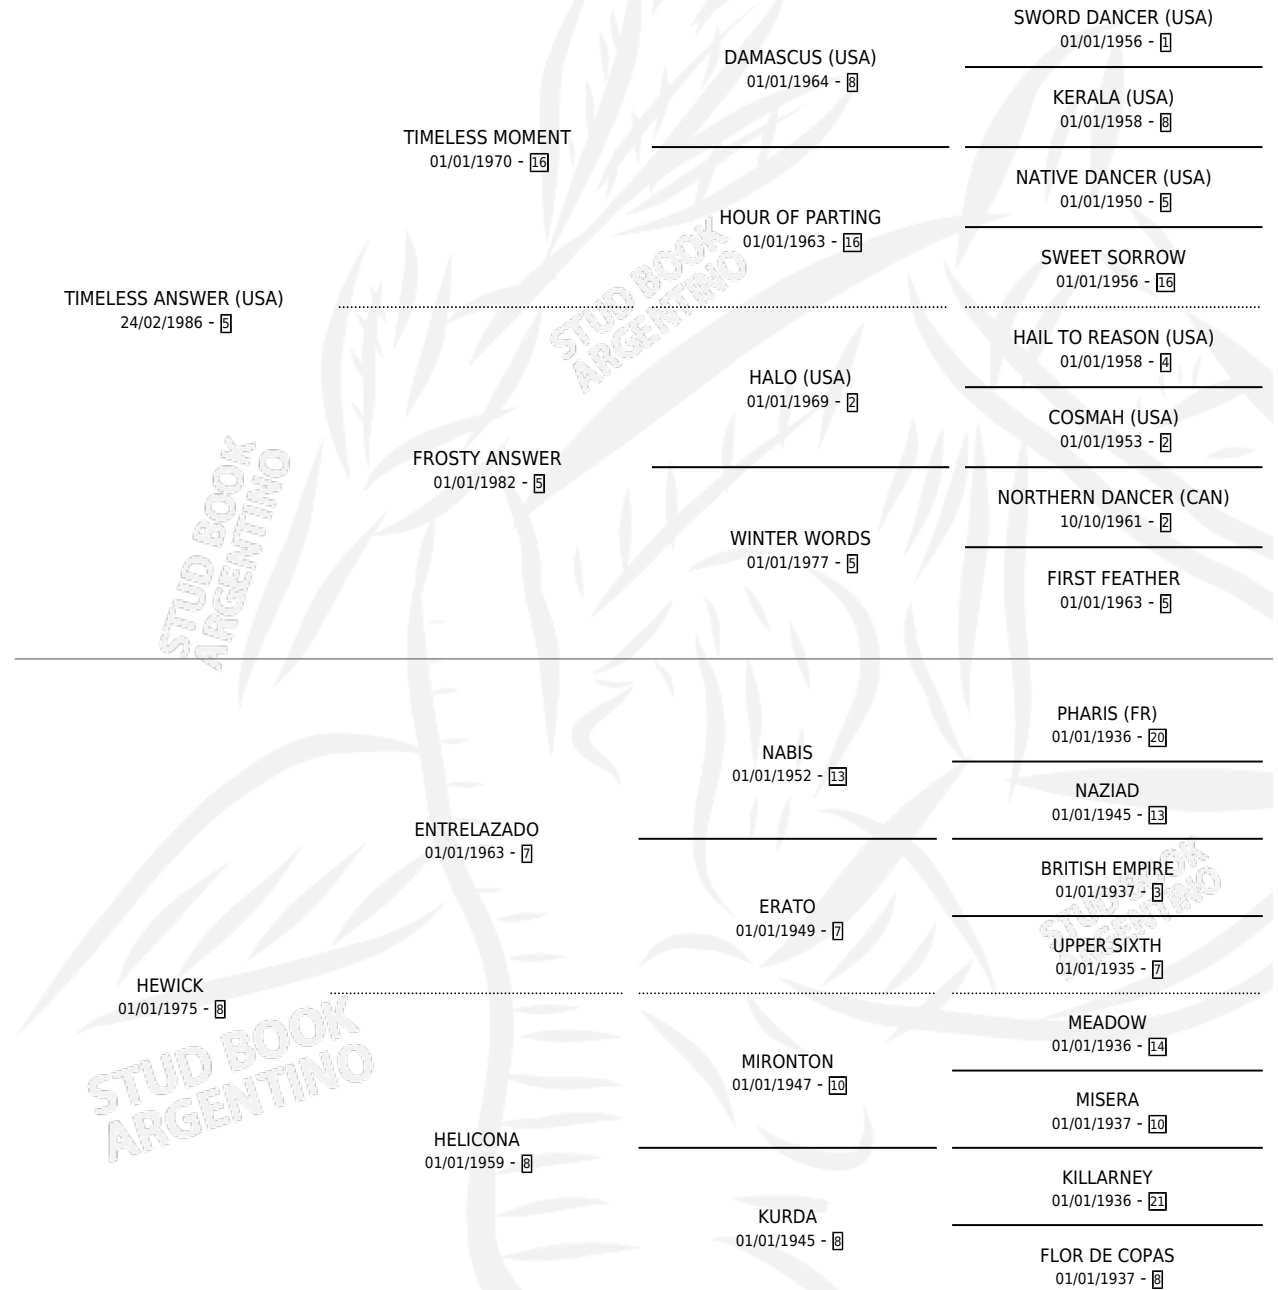 SWORD DANCER (USA)
01/01/1956 - 1
DAMASCUS (USA)
01/01/1964 - 8
KERALA (USA)
01/01/1958 - 8
TIMELESS MOMENT
01/01/1970 - 16
NATIVE DANCER (USA)
01/01/1950 - 5
HOUR OF PARTING
01/01/1963 - 16
SWEET SORROW
01/01/1956 - 16
TIMELESS ANSWER (USA)
24/02/1986 - 5
HAIL TO REASON (USA)
01/01/1958 - 4
HALO (USA)
01/01/1969 - 2
COSMAH (USA)
01/01/1953 - 2
FROSTY ANSWER
01/01/1982 - 5
NORTHERN DANCER (CAN)
10/10/1961 - 2
WINTER WORDS
01/01/1977 - 5
FIRST FEATHER
01/01/1963 - 5
PHARIS (FR)
01/01/1936 - 20
NABIS
01/01/1952 - 13
NAZIAD
01/01/1945 - 13
ENTRELAZADO
01/01/1963 - 7
BRITISH EMPIRE
01/01/1937 - 3
ERATO
01/01/1949 - 7
UPPER SIXTH
01/01/1935 - 7
HEWICK
01/01/1975 - 8
MEADOW
01/01/1936 - 14
MIRONTON
01/01/1947 - 10
MISERA
01/01/1937 - 10
HELICONA
01/01/1959 - 8
KILLARNEY
01/01/1936 - 21
KURDA
01/01/1945 - 8
FLOR DE COPAS
01/01/1937 - 8
STUD BOOK
ARGENTINO
STUD BOOK
ARGENTINO
STUD BOOK
ARGENTINO
STUD BOOK
ARGENTINO